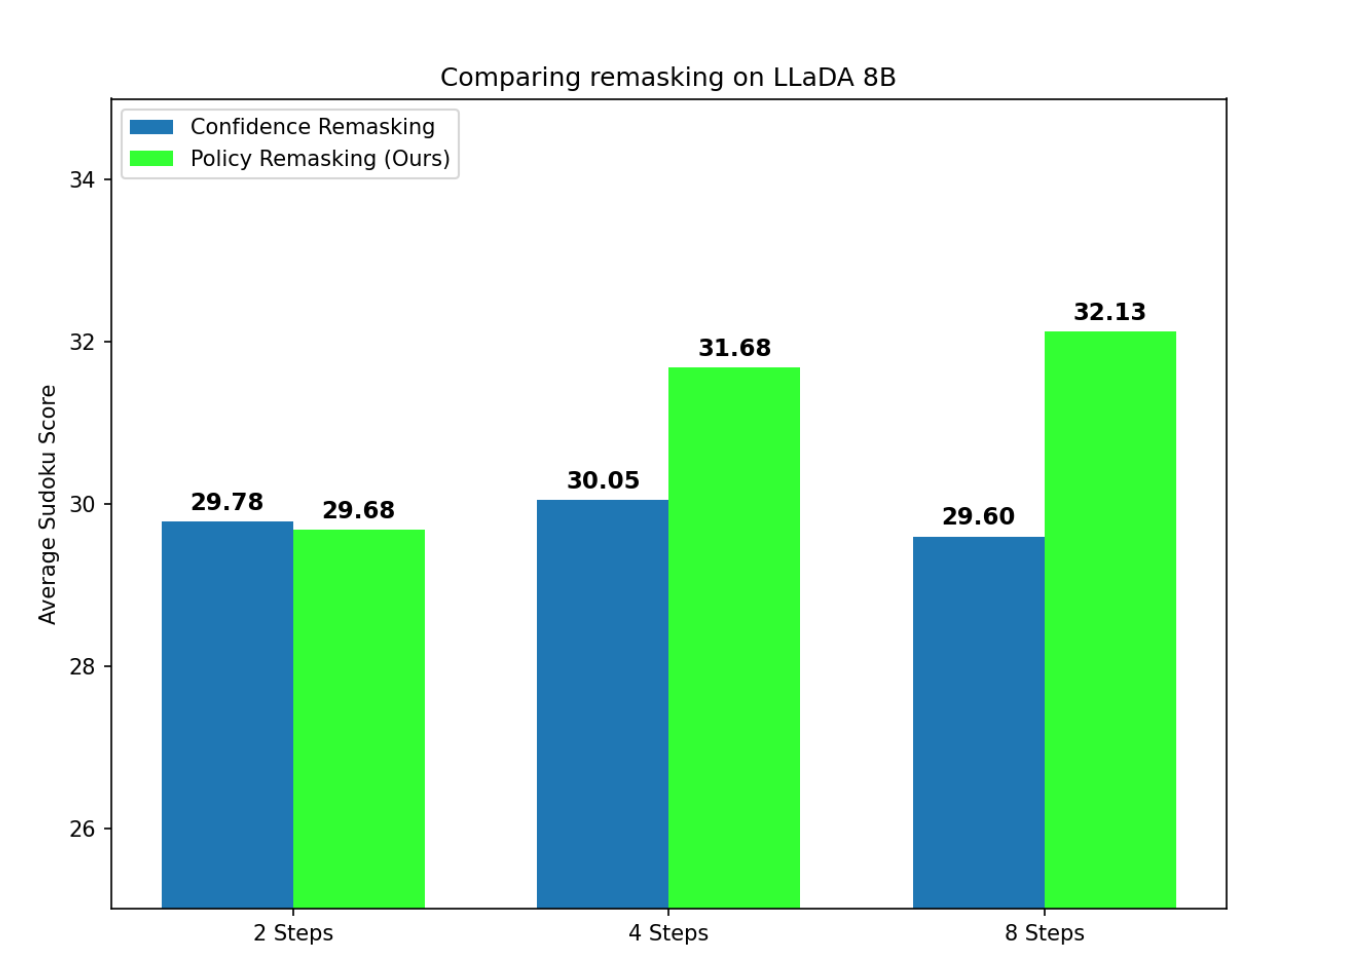 Comparing remasking on LLaDA 8B
Confidence Remasking
Policy Remasking (Ours)
Average Sudoku Score
34
32
30
28
26
29.78
29.68
30.05
31.68
29.60
32.13
2 Steps
4 Steps
8 Steps